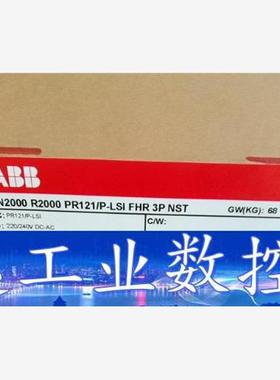 ABB
N2000 R2000 PR121/P-LSI FHR 3P NST
GW(KG): 68
: PR121/P-LSI
: 220/240V DC-AC
C/W:
工业数控